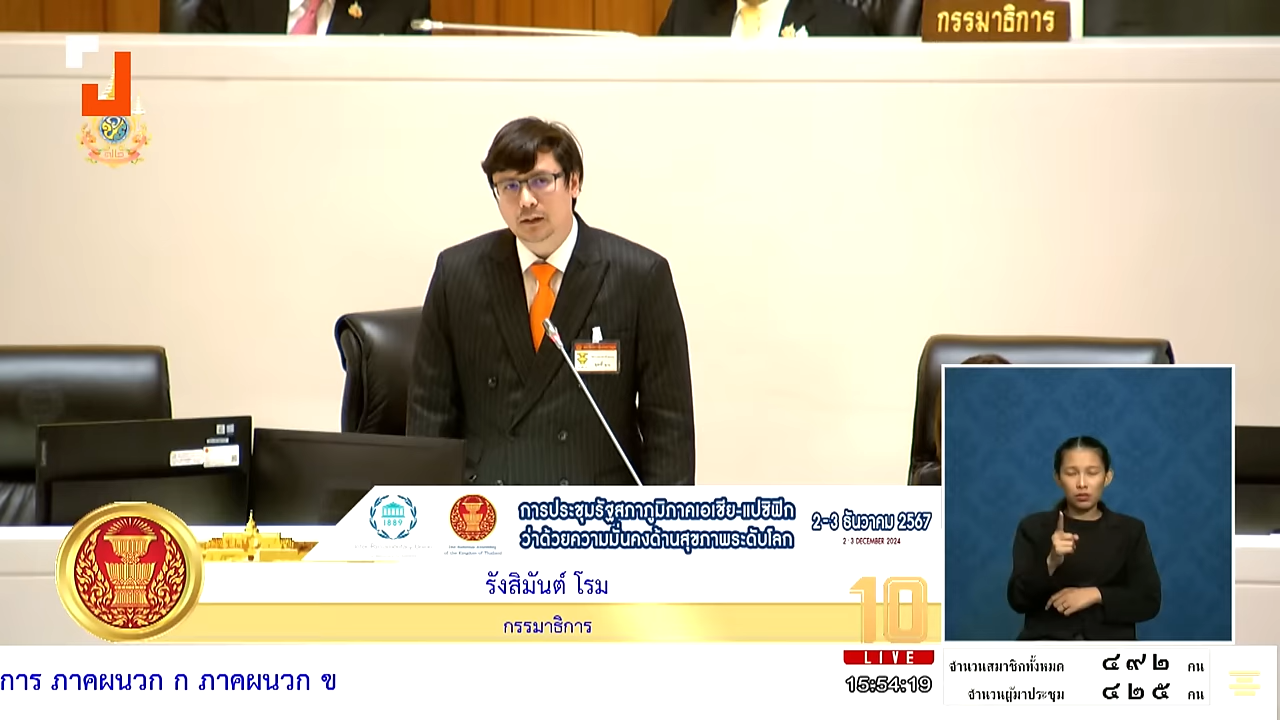 กรรมาธิการ
1889
การประชุมรัฐสภาภูมิภาคเอเชีย-แปซิฟิก
ว่าด้วยความมั่นคงด้านสุขภาพระดับโลก
2-3 ธันวาคม 2567
2-3 DECEMBER 2024
รังสิมันต์ โรม
กรรมาธิการ
10
LIVE
15:54:19
การ ภาคผนวก ก ภาคผนวก ข
จำนวนสมาชิกทั้งหมด ๔๙๒ คน
จำนวนผู้มาประชุม ๔๒๕ คน